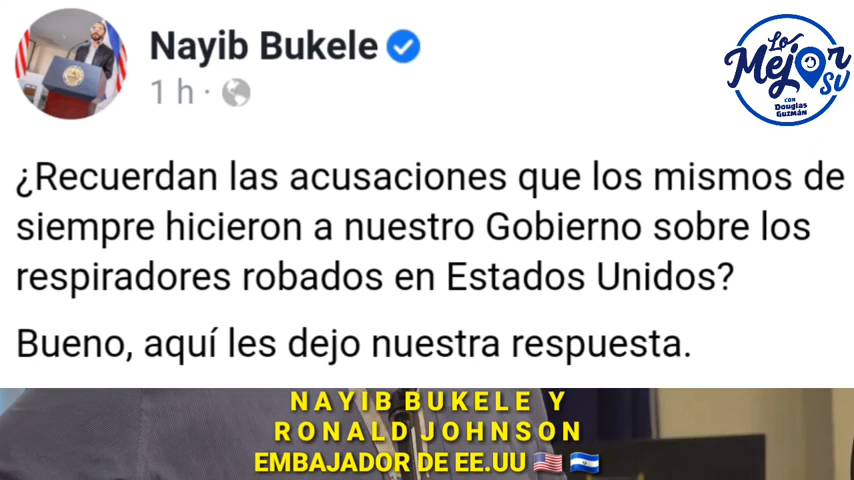 Nayib Bukele
1 h ·
Lo Mejor SV
CON
Douglas
Guzmán
¿Recuerdan las acusaciones que los mismos de
siempre hicieron a nuestro Gobierno sobre los
respiradores robados en Estados Unidos?
Bueno, aquí les dejo nuestra respuesta.
NAYIB BUKELE Y
RONALD JOHNSON
EMBAJADOR DE EE.UU 🇺🇸 🇸🇻